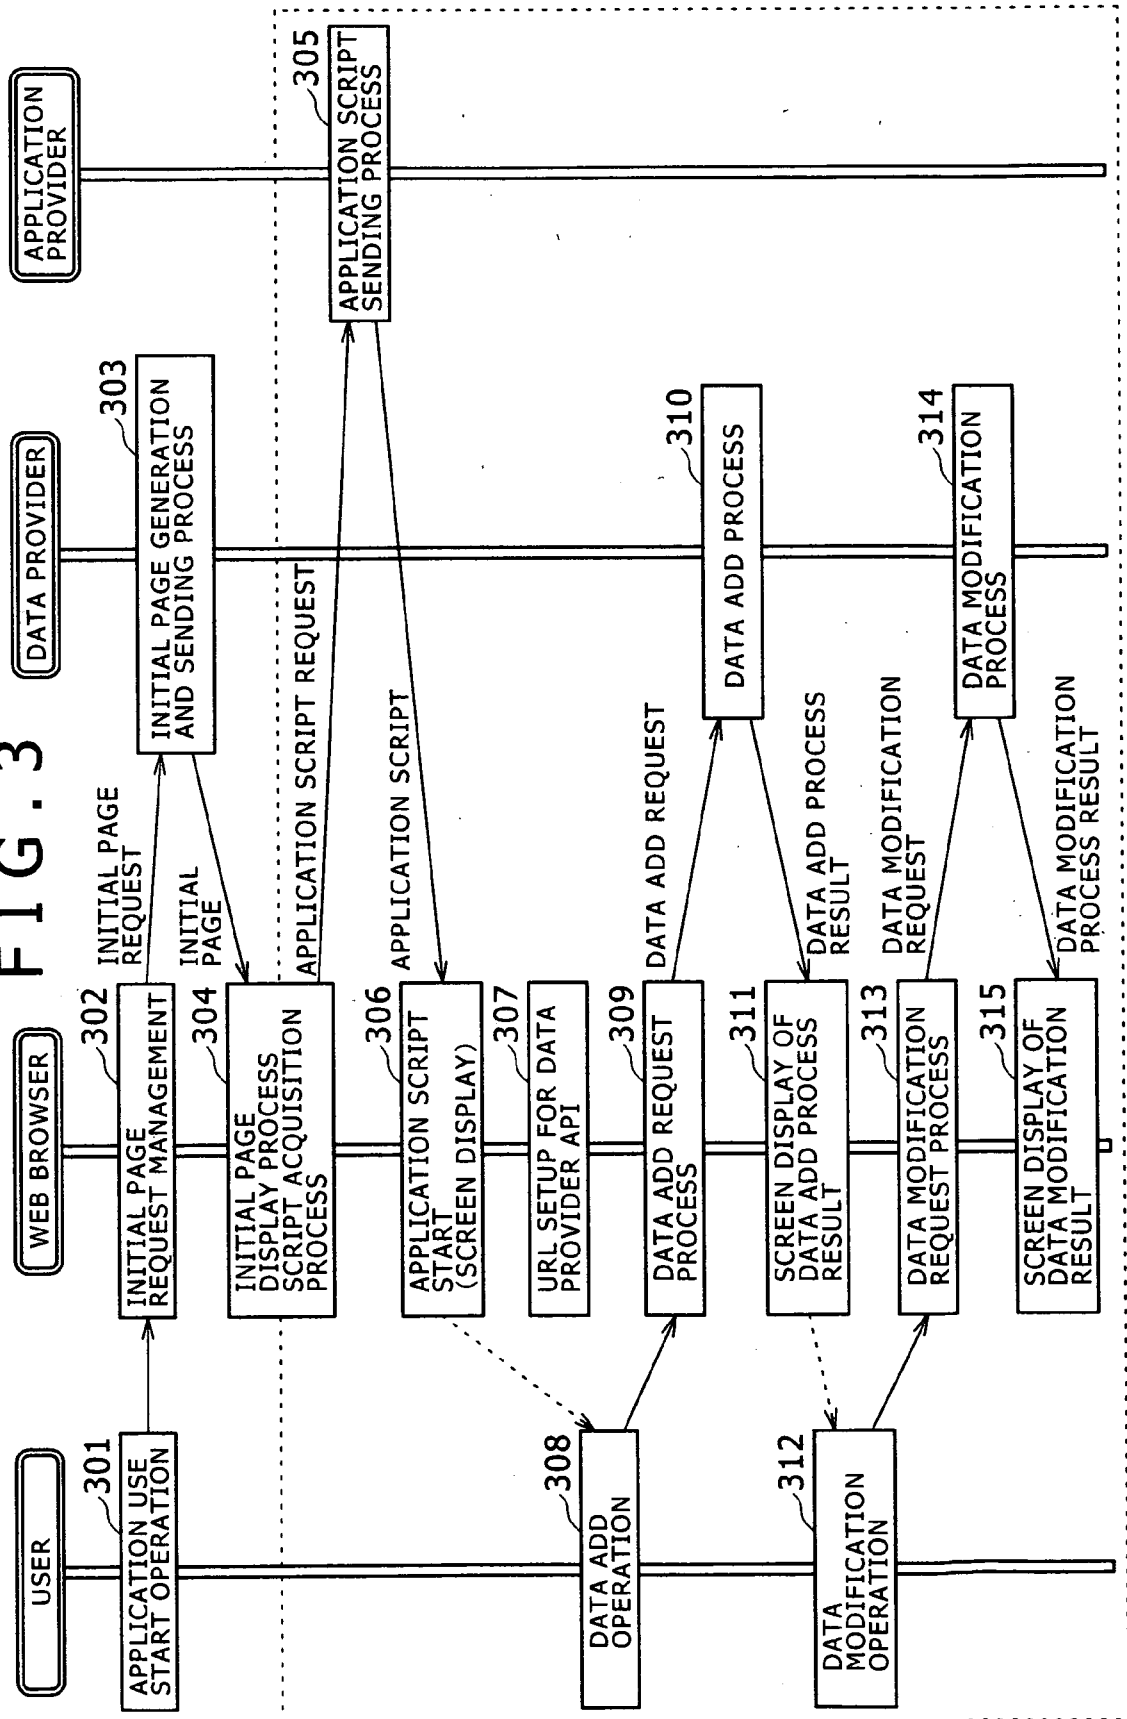 FIG. 3
USER
WEB BROWSER
DATA PROVIDER
APPLICATION
PROVIDER
301
APPLICATION USE
START OPERATION
302
INITIAL PAGE
REQUEST MANAGEMENT
INITIAL PAGE
REQUEST
303
INITIAL PAGE GENERATION
AND SENDING PROCESS
INITIAL
PAGE
304
INITIAL PAGE
DISPLAY PROCESS
SCRIPT ACQUISITION
PROCESS
APPLICATION SCRIPT REQUEST
305
APPLICATION SCRIPT
SENDING PROCESS
APPLICATION SCRIPT
306
APPLICATION SCRIPT
START
(SCREEN DISPLAY)
307
URL SETUP FOR DATA
PROVIDER API
308
DATA ADD
OPERATION
309
DATA ADD REQUEST
PROCESS
DATA ADD REQUEST
310
DATA ADD PROCESS
DATA ADD PROCESS
RESULT
311
SCREEN DISPLAY OF
DATA ADD PROCESS
RESULT
312
DATA
MODIFICATION
OPERATION
313
DATA MODIFICATION
REQUEST PROCESS
DATA MODIFICATION
REQUEST
314
DATA MODIFICATION
PROCESS
DATA MODIFICATION
PROCESS RESULT
315
SCREEN DISPLAY OF
DATA MODIFICATION
RESULT